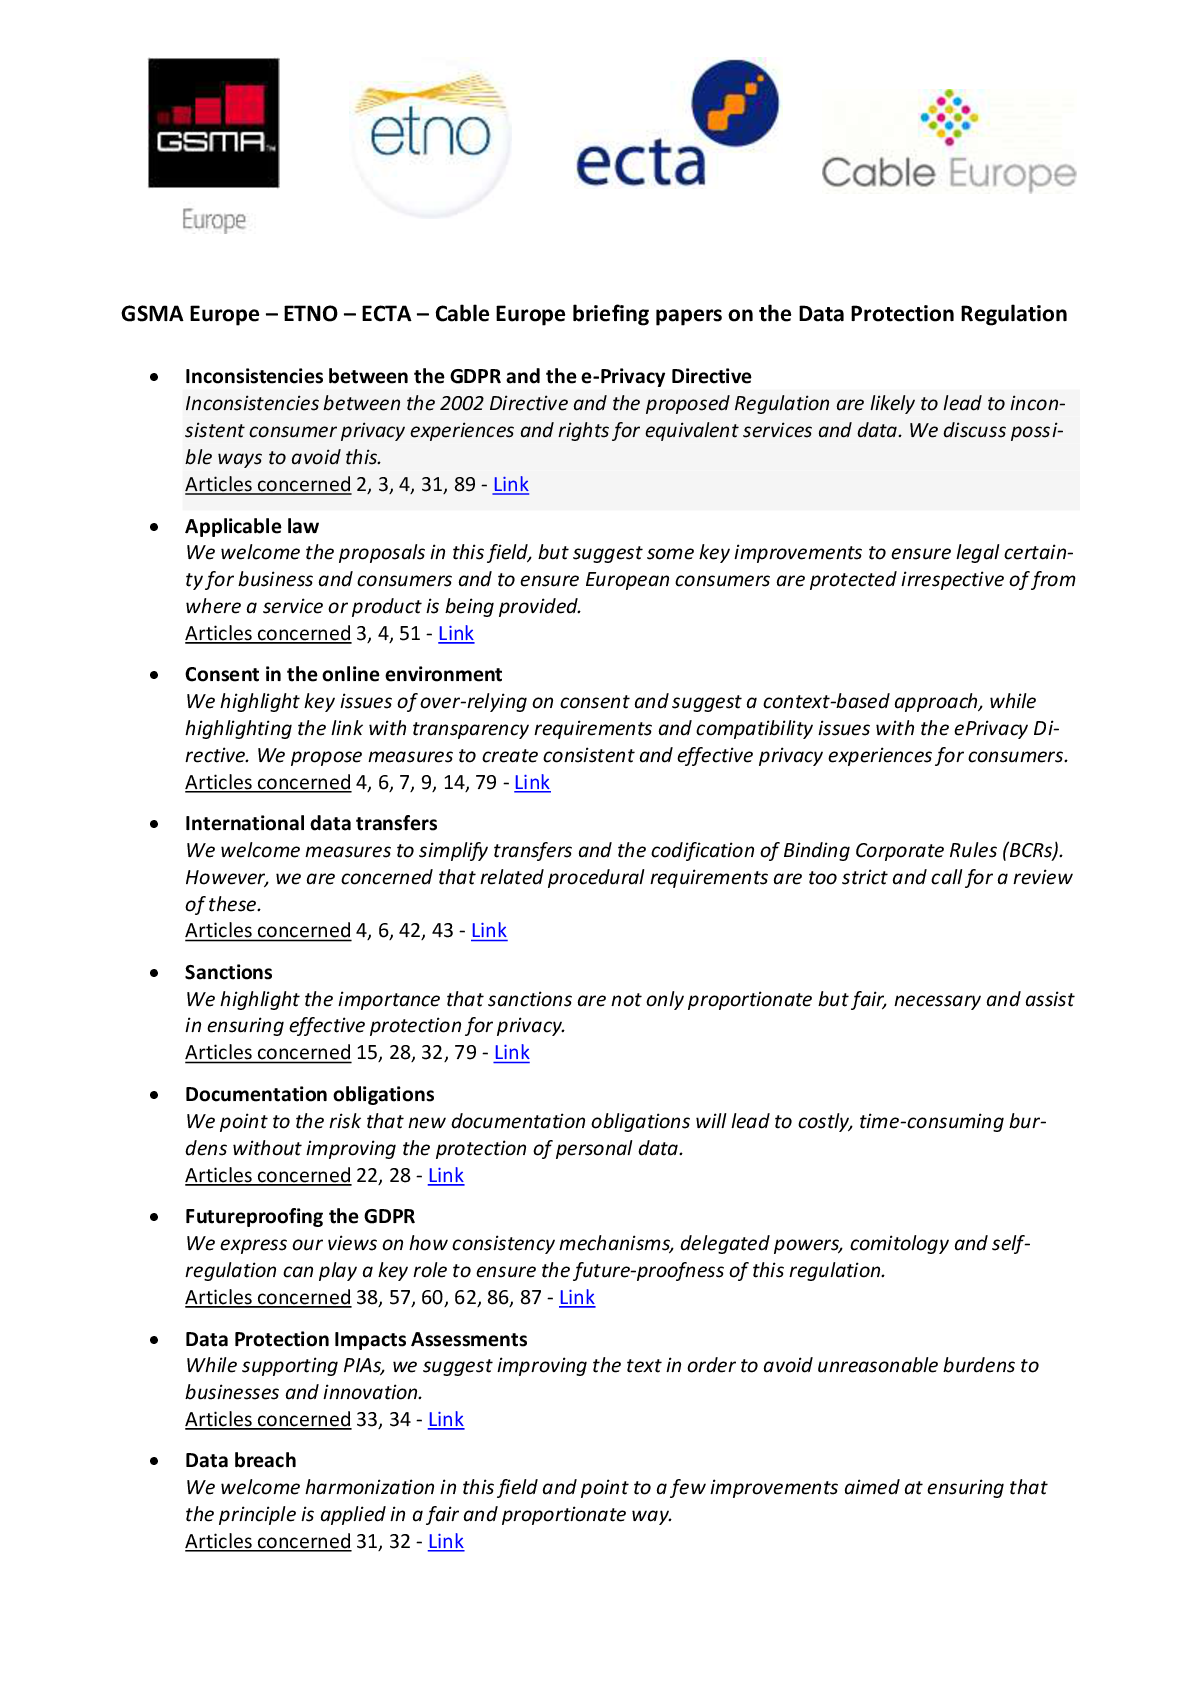 GSMA™
Europe
etno
ecta
Cable Europe
GSMA Europe – ETNO – ECTA – Cable Europe briefing papers on the Data Protection Regulation
• Inconsistencies between the GDPR and the e-Privacy Directive
Inconsistencies between the 2002 Directive and the proposed Regulation are likely to lead to incon-
sistent consumer privacy experiences and rights for equivalent services and data. We discuss possi-
ble ways to avoid this.
Articles concerned 2, 3, 4, 31, 89 - Link
• Applicable law
We welcome the proposals in this field, but suggest some key improvements to ensure legal certain-
ty for business and consumers and to ensure European consumers are protected irrespective of from
where a service or product is being provided.
Articles concerned 3, 4, 51 - Link
• Consent in the online environment
We highlight key issues of over-relying on consent and suggest a context-based approach, while
highlighting the link with transparency requirements and compatibility issues with the ePrivacy Di-
rective. We propose measures to create consistent and effective privacy experiences for consumers.
Articles concerned 4, 6, 7, 9, 14, 79 - Link
• International data transfers
We welcome measures to simplify transfers and the codification of Binding Corporate Rules (BCRs).
However, we are concerned that related procedural requirements are too strict and call for a review
of these.
Articles concerned 4, 6, 42, 43 - Link
• Sanctions
We highlight the importance that sanctions are not only proportionate but fair, necessary and assist
in ensuring effective protection for privacy.
Articles concerned 15, 28, 32, 79 - Link
• Documentation obligations
We point to the risk that new documentation obligations will lead to costly, time-consuming bur-
dens without improving the protection of personal data.
Articles concerned 22, 28 - Link
• Futureproofing the GDPR
We express our views on how consistency mechanisms, delegated powers, comitology and self-
regulation can play a key role to ensure the future-proofness of this regulation.
Articles concerned 38, 57, 60, 62, 86, 87 - Link
• Data Protection Impacts Assessments
While supporting PIAs, we suggest improving the text in order to avoid unreasonable burdens to
businesses and innovation.
Articles concerned 33, 34 - Link
• Data breach
We welcome harmonization in this field and point to a few improvements aimed at ensuring that
the principle is applied in a fair and proportionate way.
Articles concerned 31, 32 - Link